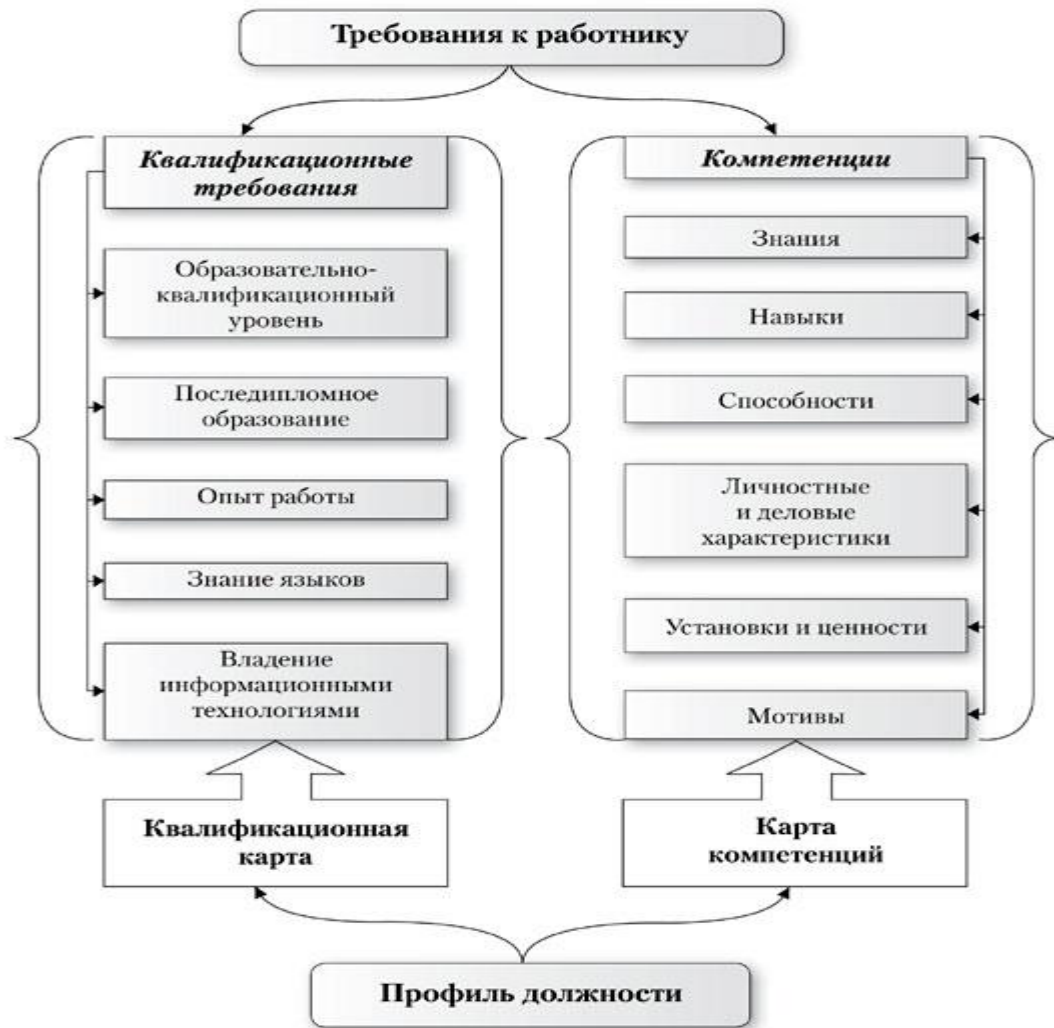 Требования к работнику
Квалификационные
требования
Образовательно-
квалификационный
уровень
Последипломное
образование
Опыт работы
Знание языков
Владение
информационными
технологиями
Квалификационная
карта
Компетенции
Знания
Навыки
Способности
Личностные
и деловые
характеристики
Установки и ценности
Мотивы
Карта
компетенций
Профиль должности